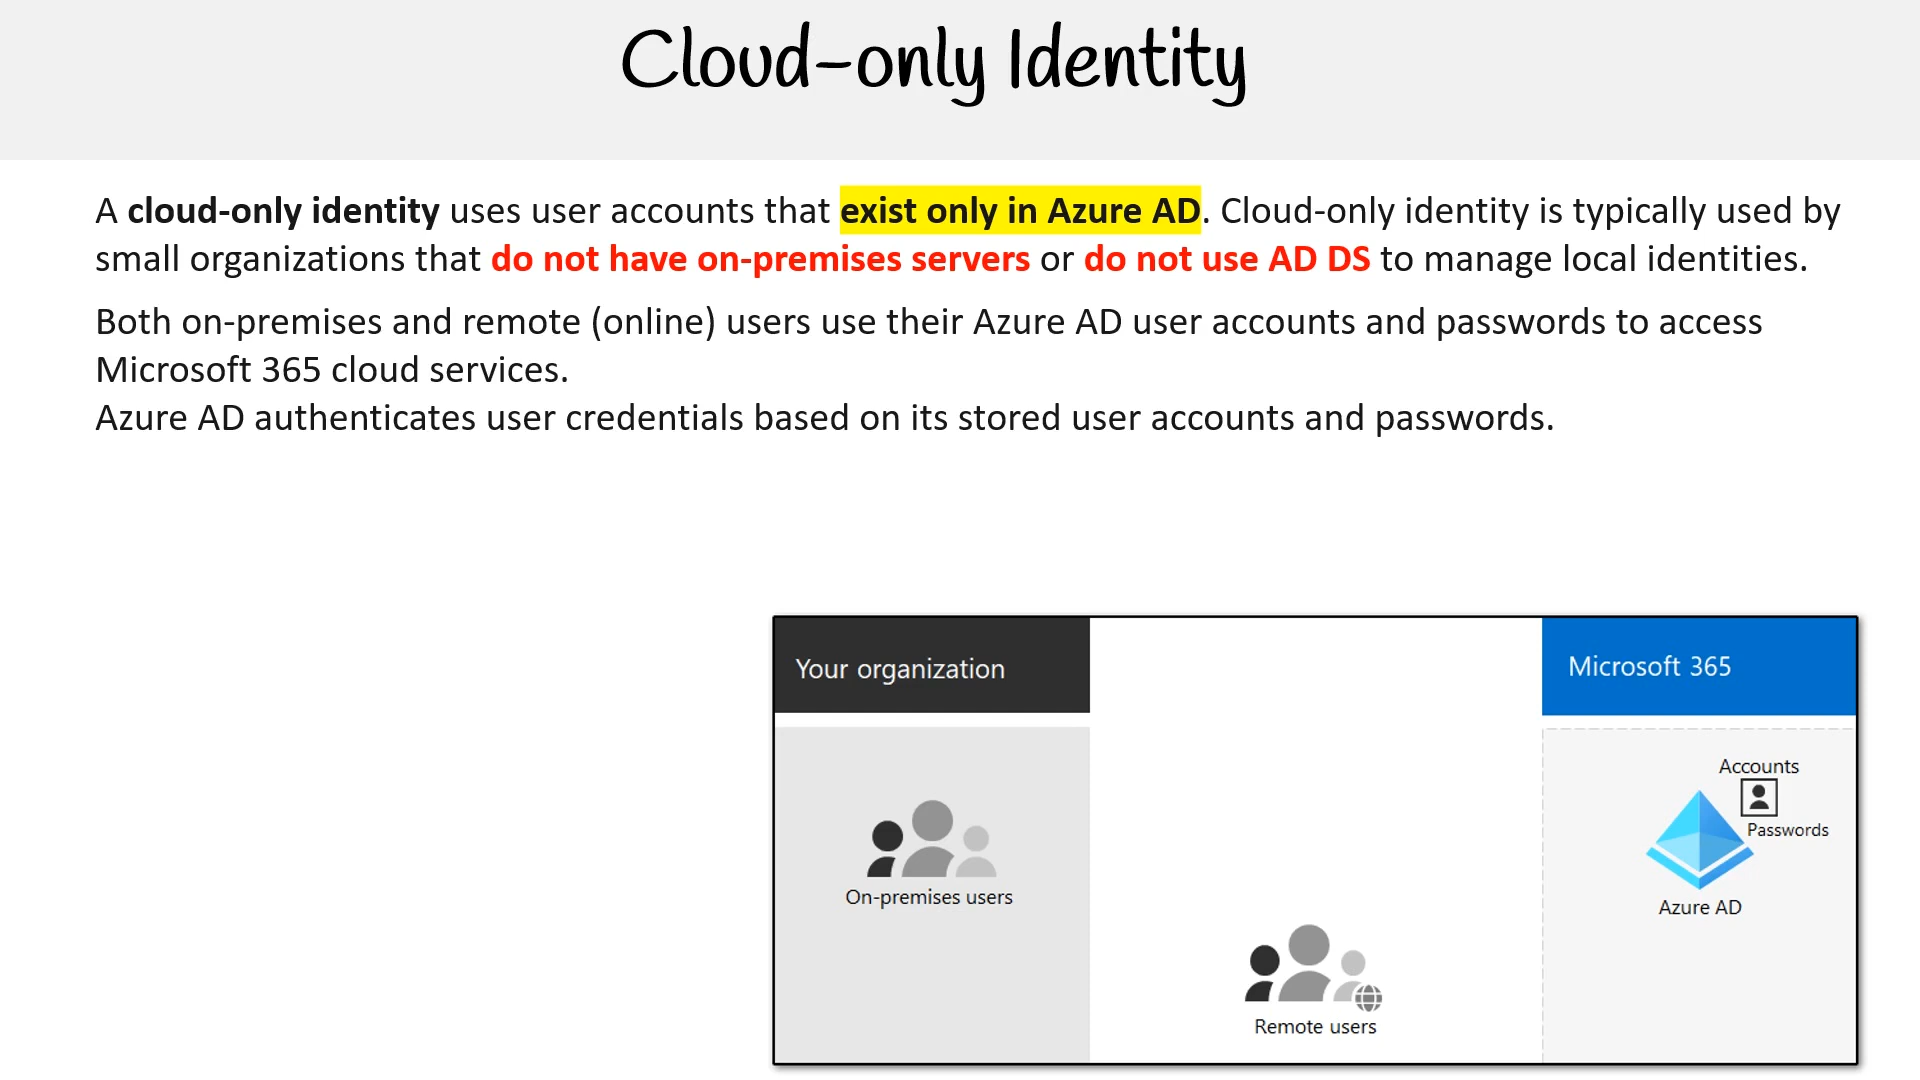 Cloud-only Identity
A cloud-only identity uses user accounts that exist only in Azure AD. Cloud-only identity is typically used by
small organizations that do not have on-premises servers or do not use AD DS to manage local identities.
Both on-premises and remote (online) users use their Azure AD user accounts and passwords to access
Microsoft 365 cloud services.
Azure AD authenticates user credentials based on its stored user accounts and passwords.
Your organization
Microsoft 365
Accounts
Passwords
On-premises users
Azure AD
Remote users